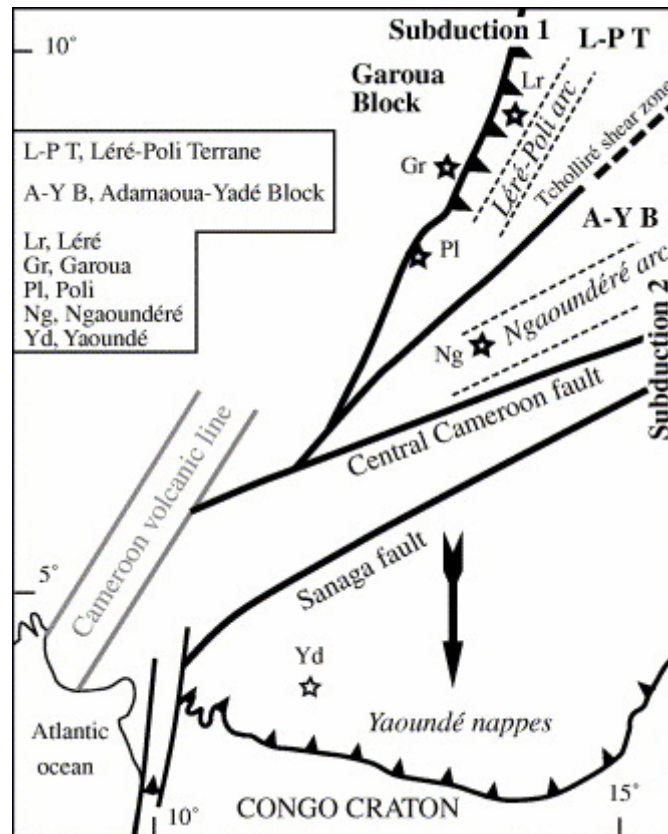 10°
Subduction 1
L-P T
Garoua
Block
Lr
Léré-Poli arc
Tcholliré shear zone
Gr
L-P T, Léré-Poli Terrane
A-Y B, Adamaoua-Yadé Block
Lr, Léré
Gr, Garoua
Pl, Poli
Ng, Ngaoundéré
Yd, Yaoundé
A-Y B
Pl
Ngaoundéré arc
Ng
Subduction 2
Central Cameroon fault
Cameroon volcanic line
Sanaga fault
5°
Yd
Yaoundé nappes
Atlantic
ocean
10°
CONGO CRATON
15°